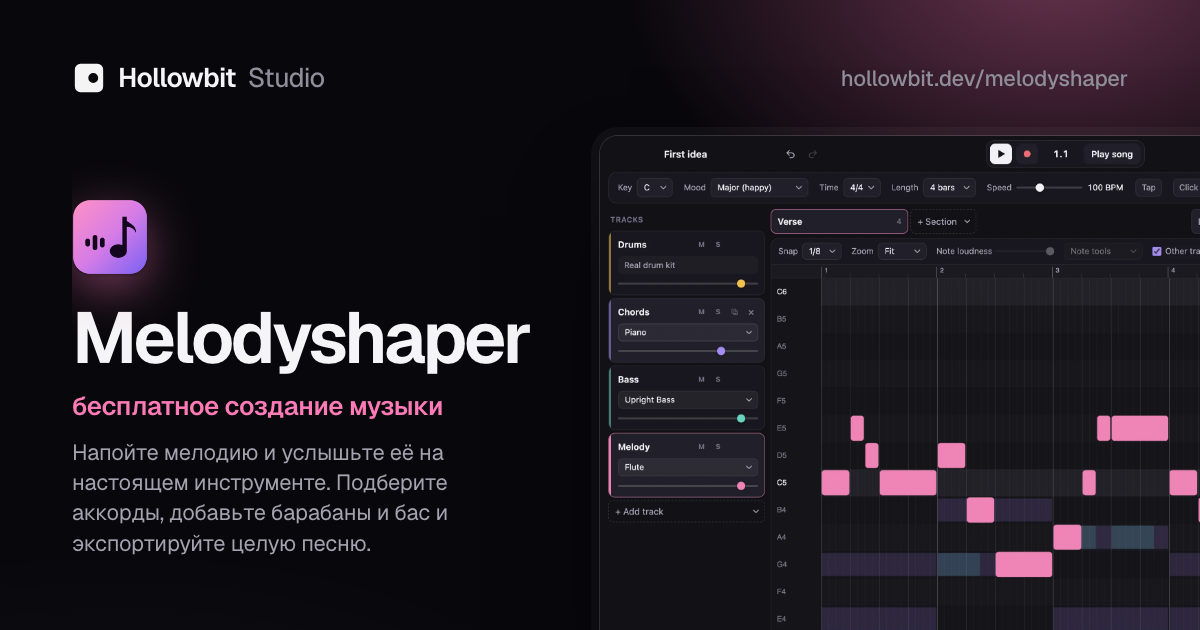 Hollowbit Studio
hollowbit.dev/melodyshaper
Melodyshaper
бесплатное создание музыки
Напойте мелодию и услышьте её на
настоящем инструменте. Подберите
аккорды, добавьте барабаны и бас и
экспортируйте целую песню.
First idea
1.1 Play song
Key C Mood Major (happy) Time 4/4 Length 4 bars Speed 100 BPM Tap Click
TRACKS
Verse 4 + Section
Snap 1/8 Zoom Fit Note loudness Note tools Other tra
1 2 3 4
Drums M S
Real drum kit
Chords M S
Piano
Bass M S
Upright Bass
Melody M S
Flute
+ Add track
C6
B5
A5
G5
F5
E5
D5
C5
B4
A4
G4
F4
E4